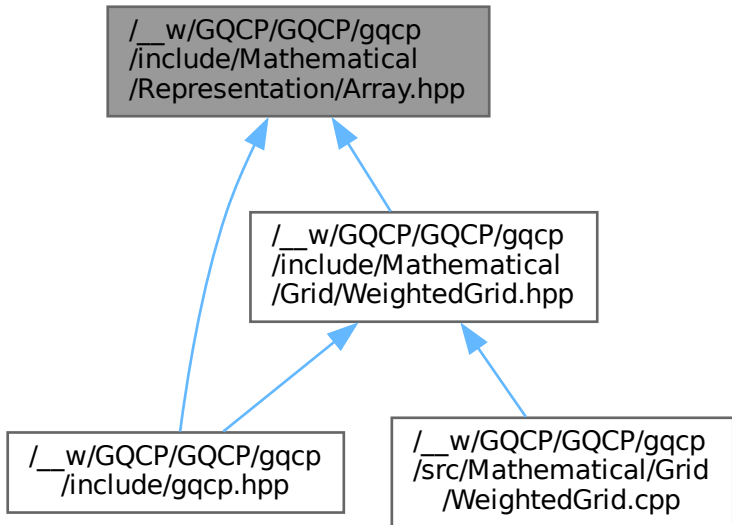 /__w/GQCP/GQCP/gqcp
/include/Mathematical
/Representation/Array.hpp
/__w/GQCP/GQCP/gqcp
/include/Mathematical
/Grid/WeightedGrid.hpp
/__w/GQCP/GQCP/gqcp
/include/gqcp.hpp
/__w/GQCP/GQCP/gqcp
/src/Mathematical/Grid
/WeightedGrid.cpp